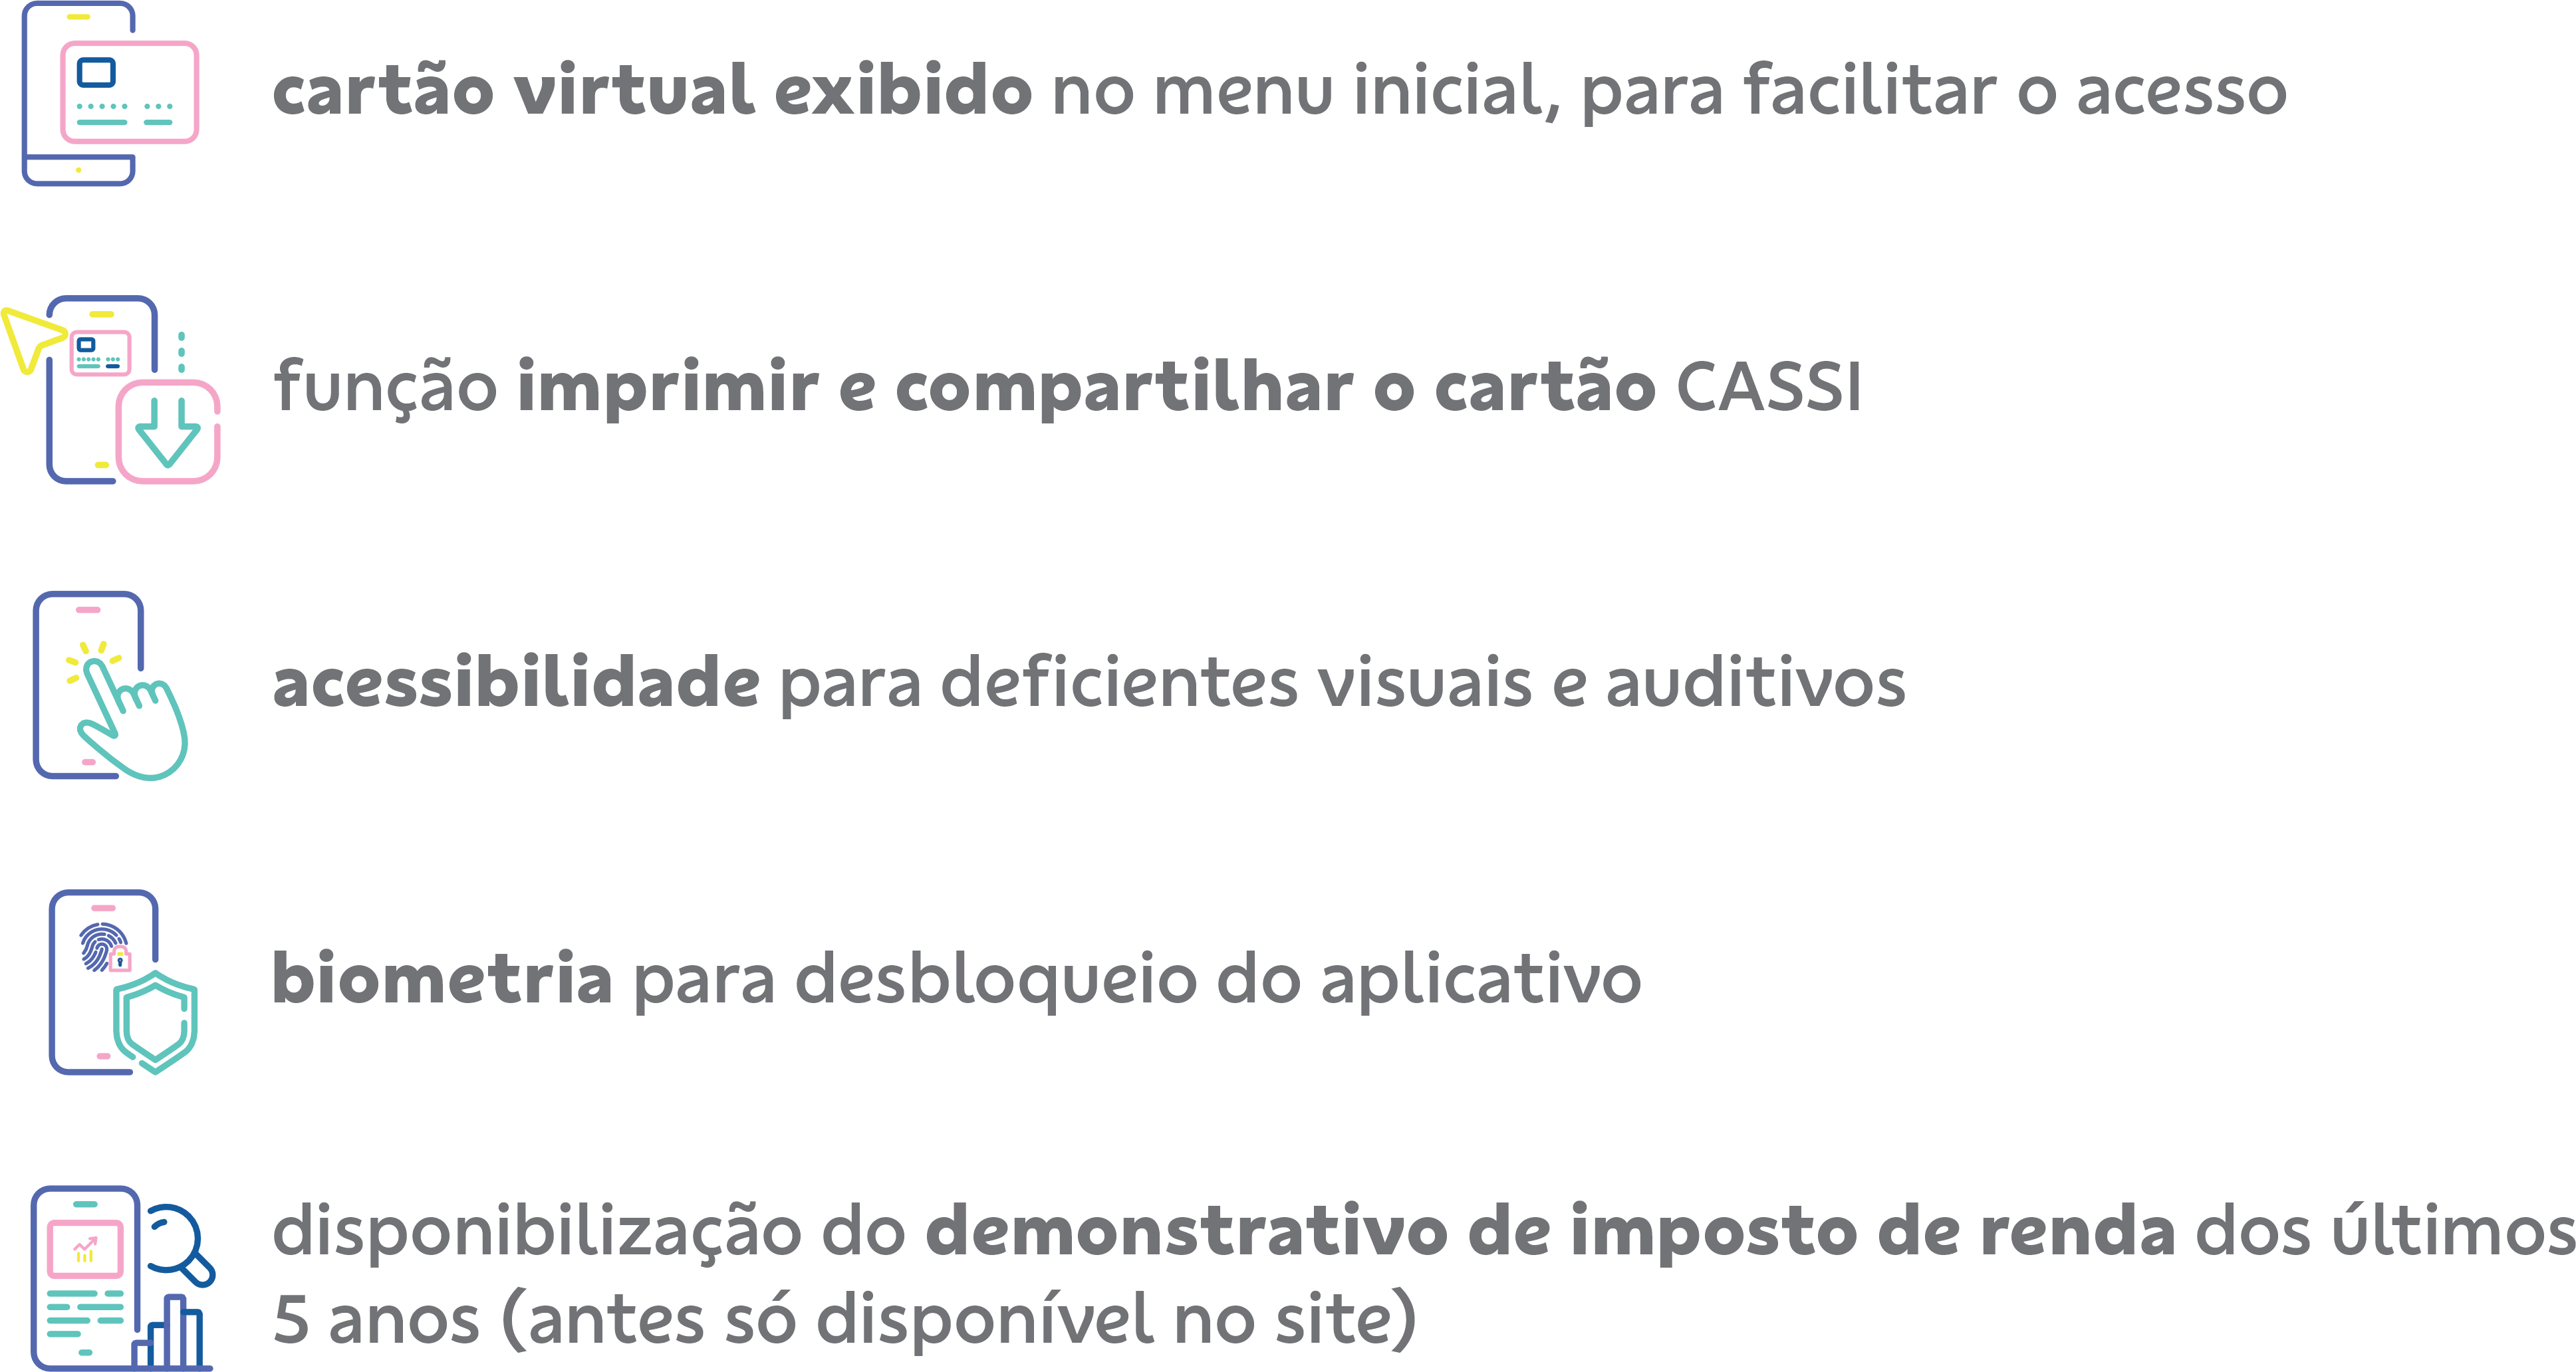 cartão virtual exibido no menu inicial, para facilitar o acesso
função imprimir e compartilhar o cartão CASSI
acessibilidade para deficientes visuais e auditivos
biometria para desbloqueio do aplicativo
disponibilização do demonstrativo de imposto de renda dos últimos
5 anos (antes só disponível no site)